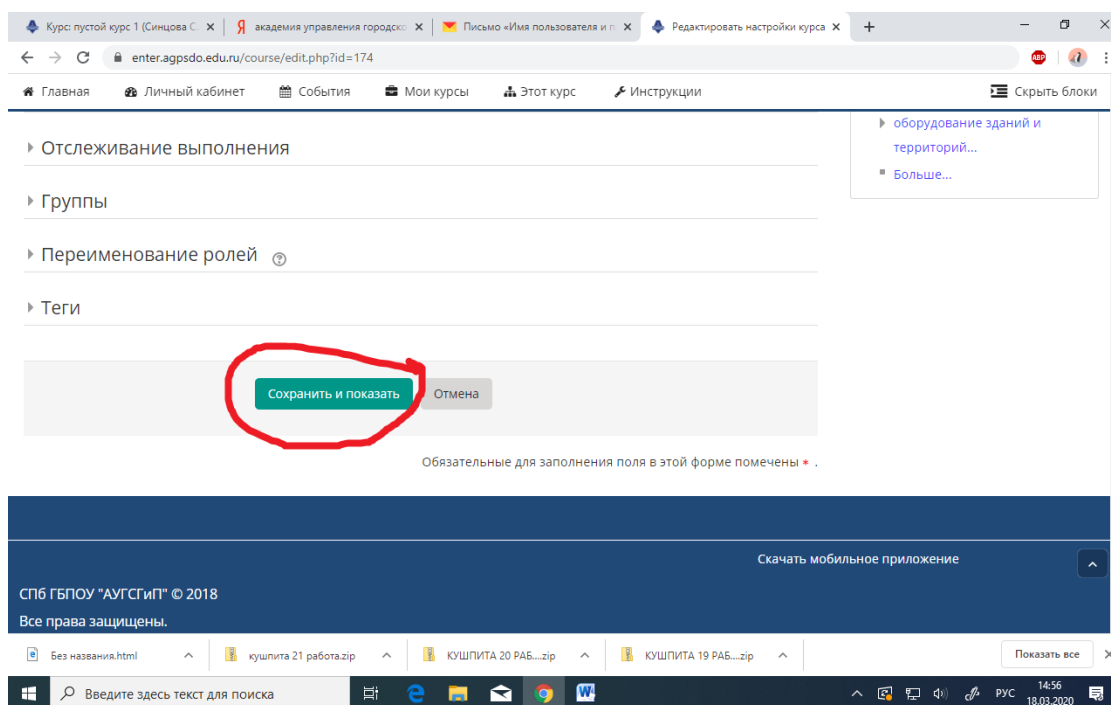 Курс: пустой курс 1 (Синцова С
академия управления городско
Письмо «Имя пользователя и п
Редактировать настройки курса
enter.agpsdo.edu.ru/course/edit.php?id=174
ABP
Главная
Личный кабинет
События
Мои курсы
Этот курс
Инструкции
Скрыть блоки
оборудование зданий и
территорий...
Больше...
Отслеживание выполнения
Группы
Переименование ролей
Теги
Сохранить и показать
Отмена
Обязательные для заполнения поля в этой форме помечены * .
Скачать мобильное приложение
СПб ГБПОУ "АУГСГиП" © 2018
Все права защищены.
Без названия.html
кушпита 21 работа.zip
КУШПИТА 20 РАБ....zip
КУШПИТА 19 РАБ....zip
Показать все
Введите здесь текст для поиска
РУС
14:56
18.03.2020